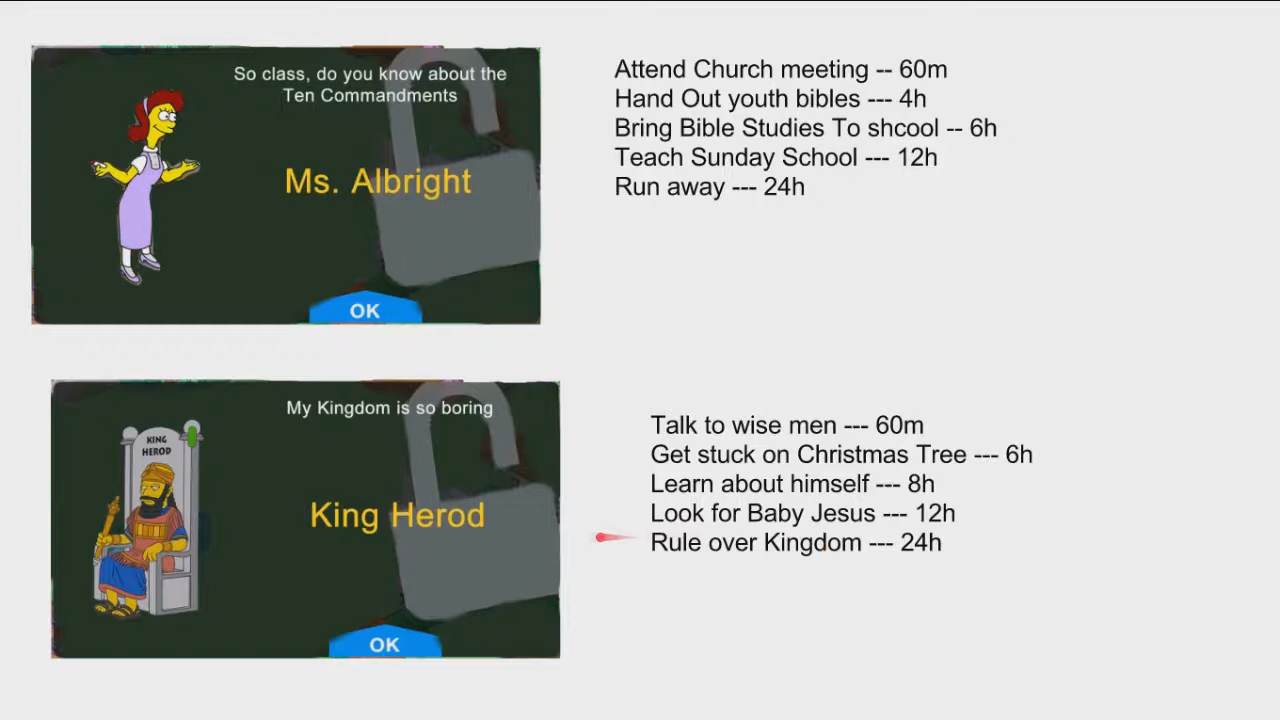 So class, do you know about the
Ten Commandments
Ms. Albright
OK
Attend Church meeting -- 60m
Hand Out youth bibles --- 4h
Bring Bible Studies To shcool -- 6h
Teach Sunday School --- 12h
Run away --- 24h
My Kingdom is so boring
KING
HEROD
King Herod
OK
Talk to wise men --- 60m
Get stuck on Christmas Tree --- 6h
Learn about himself --- 8h
Look for Baby Jesus --- 12h
Rule over Kingdom --- 24h